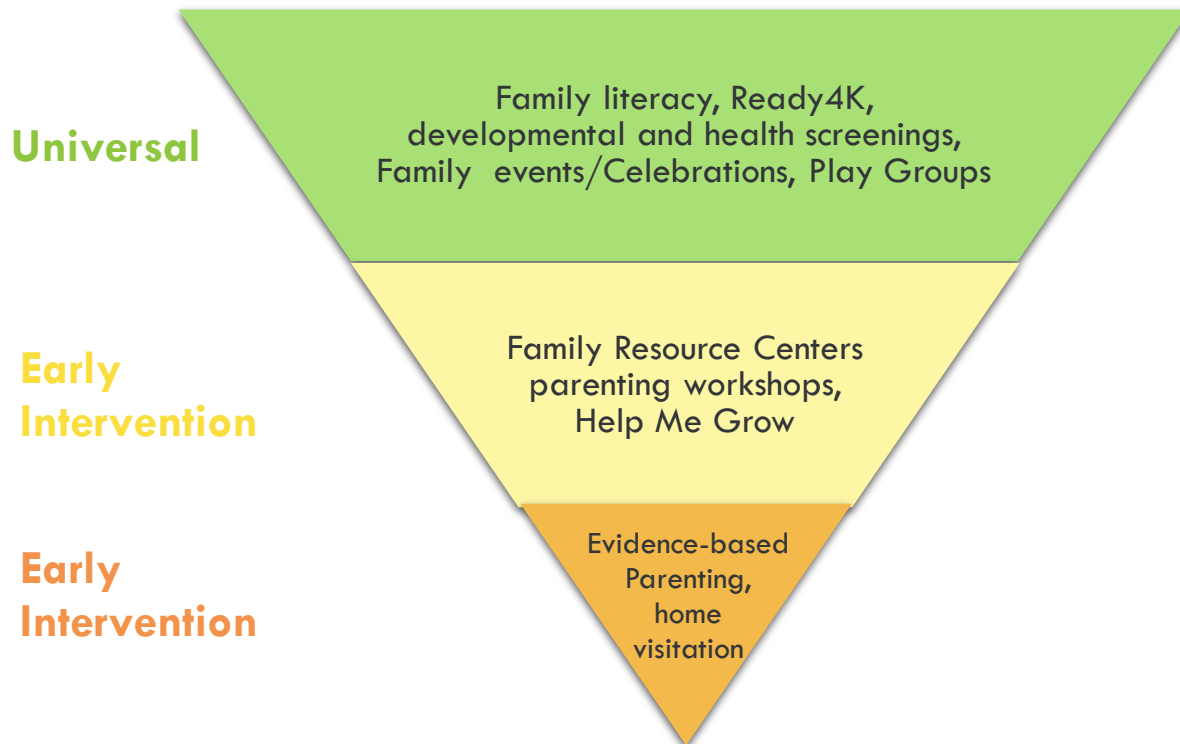 Universal
Family literacy, Ready4K,
developmental and health screenings,
Family events/Celebrations, Play Groups
Early
Intervention
Family Resource Centers
parenting workshops,
Help Me Grow
Early
Intervention
Evidence-based
Parenting,
home
visitation